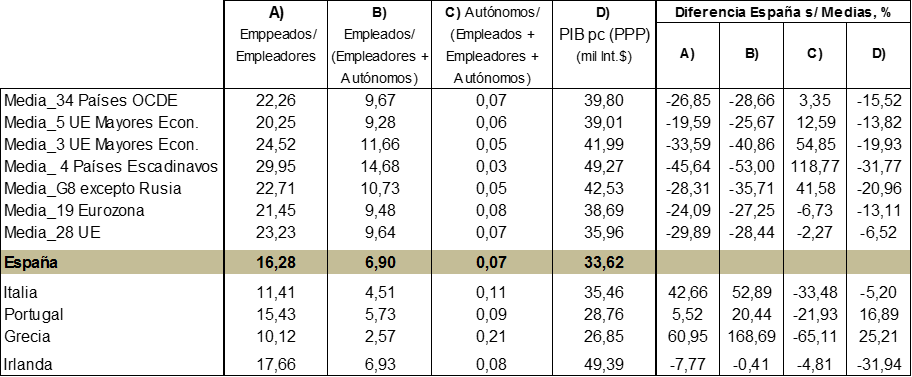 A) B) C) Autónomos/ D) Diferencia España s/ Medias, %
Emppeados/ Empleados/ (Empleados + PIB pc (PPP)
Empleadores (Empleadores + Empleadores + (mil Int.$) A) B) C) D)
Autónomos) Autónomos)
Media_34 Países OCDE 22,26 9,67 0,07 39,80 -26,85 -28,66 3,35 -15,52
Media_5 UE Mayores Econ. 20,25 9,28 0,06 39,01 -19,59 -25,67 12,59 -13,82
Media_3 UE Mayores Econ. 24,52 11,66 0,05 41,99 -33,59 -40,86 54,85 -19,93
Media_ 4 Países Escadinavos 29,95 14,68 0,03 49,27 -45,64 -53,00 118,77 -31,77
Media_G8 excepto Rusia 22,71 10,73 0,05 42,53 -28,31 -35,71 41,58 -20,96
Media_19 Eurozona 21,45 9,48 0,08 38,69 -24,09 -27,25 -6,73 -13,11
Media_28 UE 23,23 9,64 0,07 35,96 -29,89 -28,44 -2,27 -6,52
España 16,28 6,90 0,07 33,62
Italia 11,41 4,51 0,11 35,46 42,66 52,89 -33,48 -5,20
Portugal 15,43 5,73 0,09 28,76 5,52 20,44 -21,93 16,89
Grecia 10,12 2,57 0,21 26,85 60,95 168,69 -65,11 25,21
Irlanda 17,66 6,93 0,08 49,39 -7,77 -0,41 -4,81 -31,94